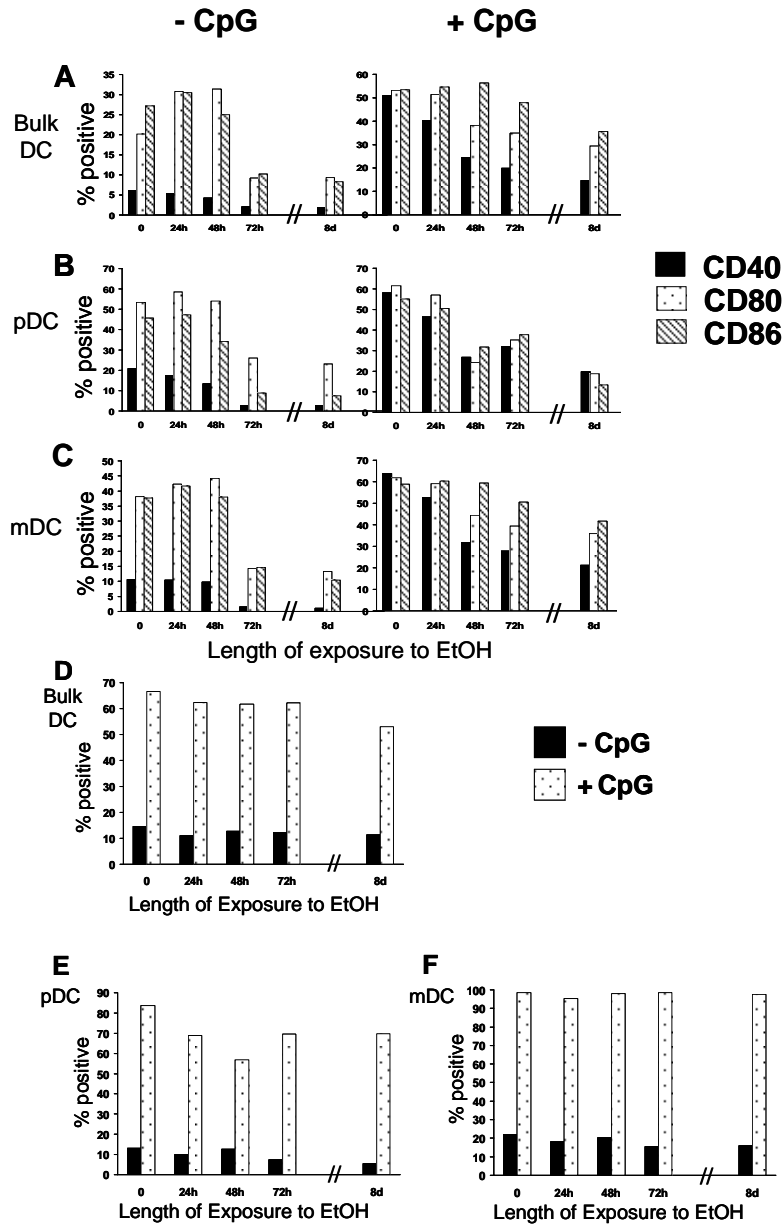 - CpG
+ CpG
A
Bulk
DC
% positive
35
30
25
20
15
10
5
0
0 24h 48h 72h // 8d
60
50
40
30
20
10
0
0 24h 48h 72h // 8d
B
pDC
% positive
70
60
50
40
30
20
10
0
0 24h 48h 72h // 8d
70
60
50
40
30
20
10
0
0 24h 48h 72h // 8d
CD40
CD80
CD86
C
mDC
% positive
50
45
40
35
30
25
20
15
10
5
0
0 24h 48h 72h // 8d
70
60
50
40
30
20
10
0
0 24h 48h 72h // 8d
Length of exposure to EtOH
D
Bulk
DC
% positive
70
60
50
40
30
20
10
0
0 24h 48h 72h // 8d
Length of Exposure to EtOH
- CpG
+ CpG
E
pDC
% positive
90
80
70
60
50
40
30
20
10
0
0 24h 48h 72h // 8d
Length of Exposure to EtOH
F
mDC
% positive
100
90
80
70
60
50
40
30
20
10
0
0 24h 48h 72h // 8d
Length of Exposure to EtOH